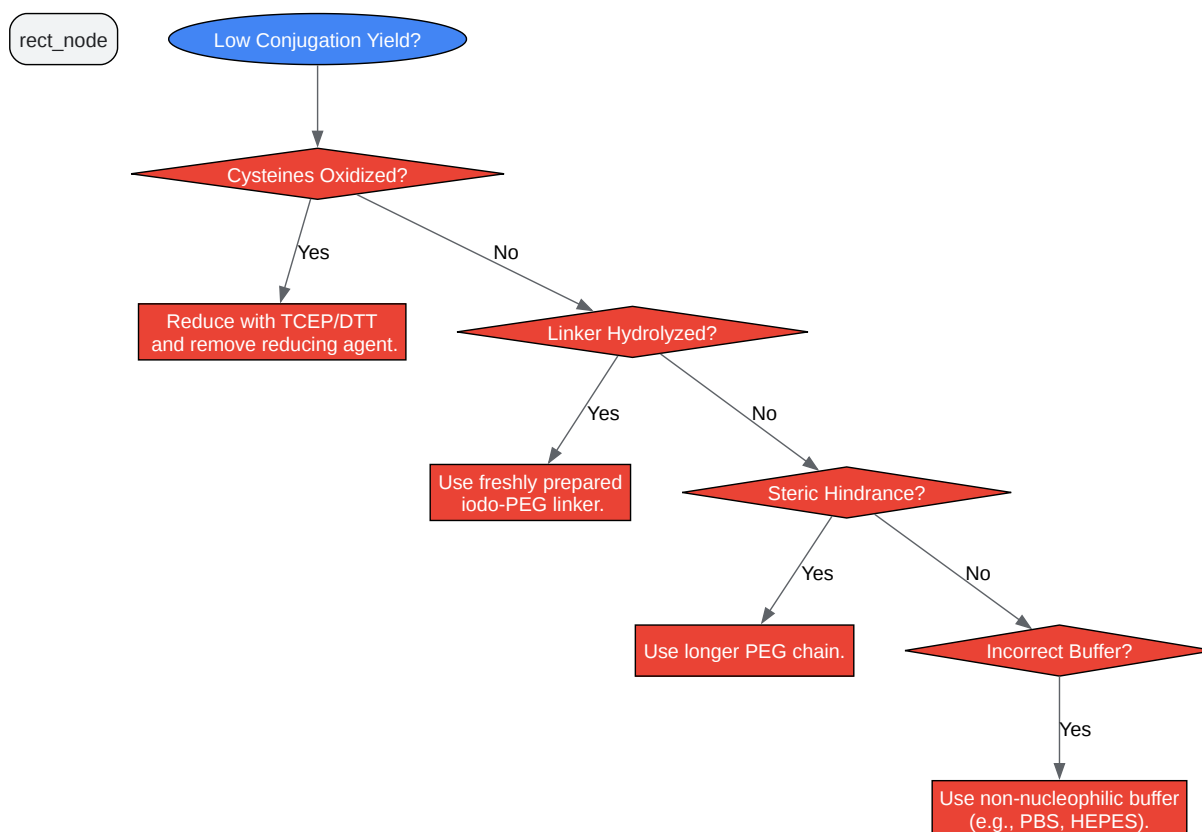 rect_node
Low Conjugation Yield?
Cysteines Oxidized?
Yes
No
Reduce with TCEP/DTT
and remove reducing agent.
Linker Hydrolyzed?
Yes
No
Use freshly prepared
iodo-PEG linker.
Steric Hindrance?
Yes
No
Use longer PEG chain.
Incorrect Buffer?
Yes
Use non-nucleophilic buffer
(e.g., PBS, HEPES).